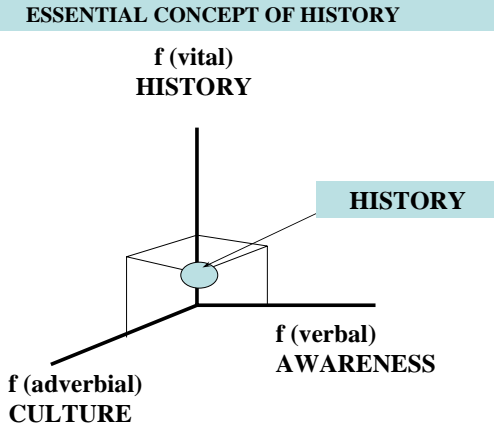 ESSENTIAL CONCEPT OF HISTORY
f (vital)
HISTORY
HISTORY
f (verbal)
AWARENESS
f (adverbial)
CULTURE